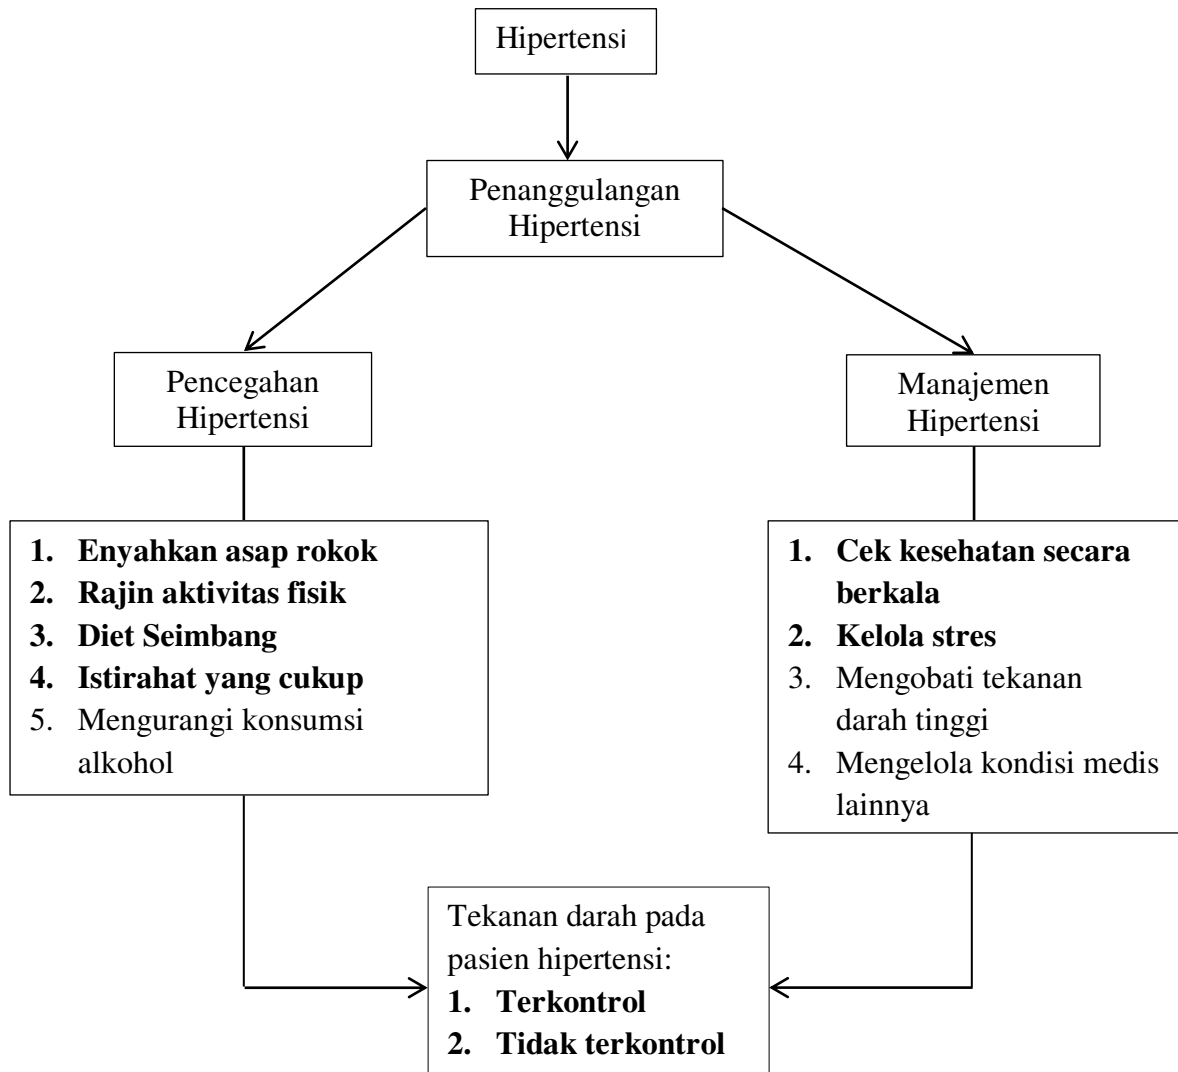 Hipertensi
Penanggulangan
Hipertensi
Pencegahan
Hipertensi
Manajemen
Hipertensi
1. Enyahkan asap rokok
2. Rajin aktivitas fisik
3. Diet Seimbang
4. Istirahat yang cukup
5. Mengurangi konsumsi
alkohol
1. Cek kesehatan secara
berkala
2. Kelola stres
3. Mengobati tekanan
darah tinggi
4. Mengelola kondisi medis
lainnya
Tekanan darah pada
pasien hipertensi:
1. Terkontrol
2. Tidak terkontrol